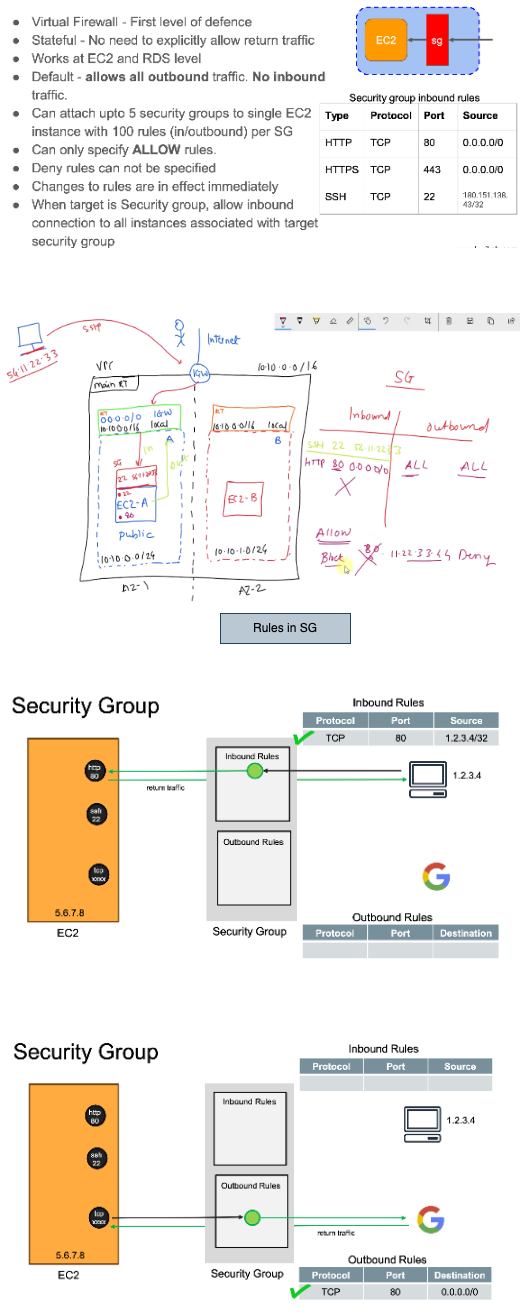 Virtual Firewall - First level of defence
Stateful - No need to explicitly allow return traffic
Works at EC2 and RDS level
Default - allows all outbound traffic. No inbound
traffic.
Can attach upto 5 security groups to single EC2
instance with 100 rules (in/outbound) per SG
Can only specify ALLOW rules.
Deny rules can not be specified
Changes to rules are in effect immediately
When target is Security group, allow inbound
connection to all instances associated with target
security group
EC2 sg
Security group inbound rules
Type Protocol Port Source
HTTP TCP 80 0.0.0.0/0
HTTPS TCP 443 0.0.0.0/0
SSH TCP 22 180.151.138.
43/32
SSH
Internet
VPC
IGW
10.10.0.0/16
main RT
RT
0.0.0.0/0 IGW
10.10.0.0/16 local
A
RT
10.10.0.0/16 local
B
in
out
SG
22
22
EC2-A
80
public
10.10.0.0/24
EC2-B
10.10.1.0/24
AZ-1
AZ-2
SG
Inbound
outbound
SSH 22 56.11.22.33
HTTP 80 0.0.0.0/0
ALL
ALL
Allow
Block 80 11.22.33.44 Deny
Rules in SG
Security Group
Inbound Rules
Protocol Port Source
TCP 80 1.2.3.4/32
http
80
ssh
22
tcp
5.6.7.8
EC2
return traffic
Inbound Rules
Outbound Rules
Security Group
1.2.3.4
G
Outbound Rules
Protocol Port Destination
Security Group
Inbound Rules
Protocol Port Source
http
80
ssh
22
tcp
5.6.7.8
EC2
Inbound Rules
Outbound Rules
Security Group
1.2.3.4
G
return traffic
Outbound Rules
Protocol Port Destination
TCP 80 0.0.0.0/0